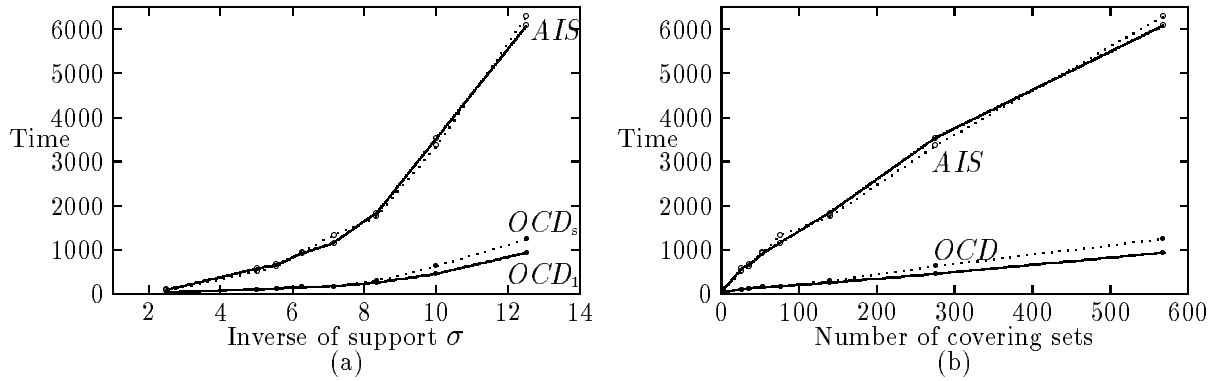 6000
5000
4000
Time
3000
2000
1000
0
AIS
OCDs
OCD1
2 4 6 8 10 12 14
Inverse of support σ
(a)
6000
5000
4000
Time
3000
2000
1000
0
AIS
OCD
0 100 200 300 400 500 600
Number of covering sets
(b)